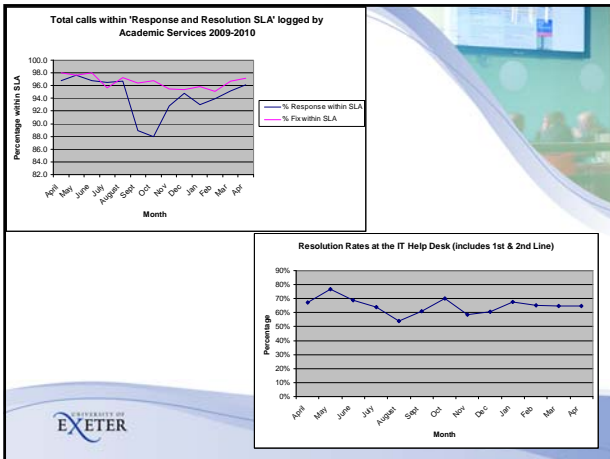 Total calls within 'Response and Resolution SLA' logged by
Academic Services 2009-2010
100.0
98.0
96.0
94.0
92.0
90.0
88.0
86.0
84.0
82.0
Percentage within SLA
April
May
June
July
August
Sept
Oct
Nov
Dec
Jan
Feb
Mar
Apr
Month
% Response within SLA
% Fix within SLA
Resolution Rates at the IT Help Desk (includes 1st & 2nd Line)
90%
80%
70%
60%
50%
40%
30%
20%
10%
0%
Percentage
April
May
June
July
August
Sept
Oct
Nov
Dec
Jan
Feb
Mar
Apr
Month
UNIVERSITY OF
EXETER